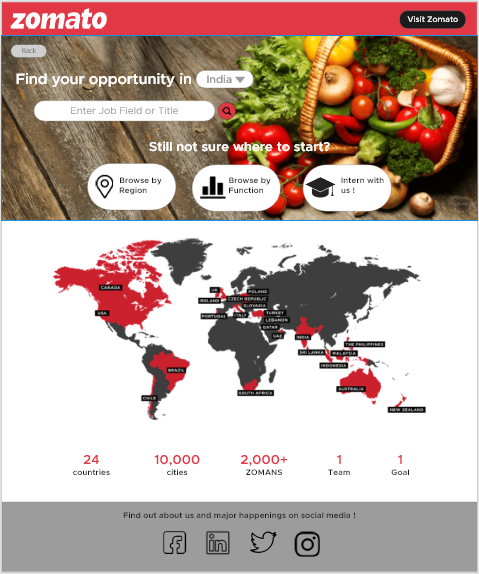 zomato
Visit Zomato
Back
Find your opportunity in India
Enter Job Field or Title
Still not sure where to start?
Browse by
Region
Browse by
Function
Intern with
us !
CANADA
USA
BRAZIL
CHILE
UK
IRELAND
POLAND
CZECH REPUBLIC
SLOVAKIA
PORTUGAL
ITALY
TURKEY
LEBANON
QATAR
UAE
INDIA
SRI LANKA
THE PHILIPPINES
MALAYSIA
INDONESIA
SOUTH AFRICA
AUSTRALIA
NEW ZEALAND
24
countries
10,000
cities
2,000+
ZOMANS
1
Team
1
Goal
Find out about us and major happenings on social media !